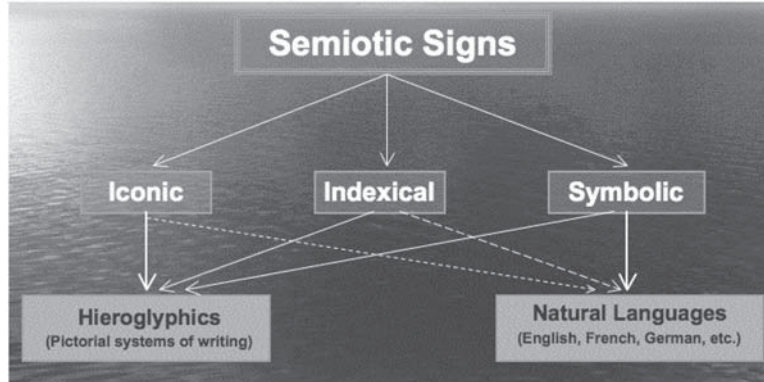 Semiotic Signs
Iconic
Indexical
Symbolic
Hieroglyphics
(Pictorial systems of writing)
Natural Languages
(English, French, German, etc.)